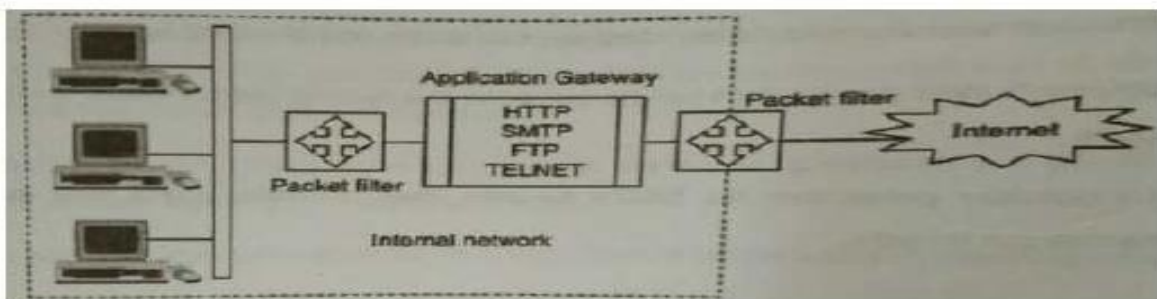 Application Gateway
HTTP
SMTP
FTP
TELNET
Packet filter
Packet filter
Internet
Internal network